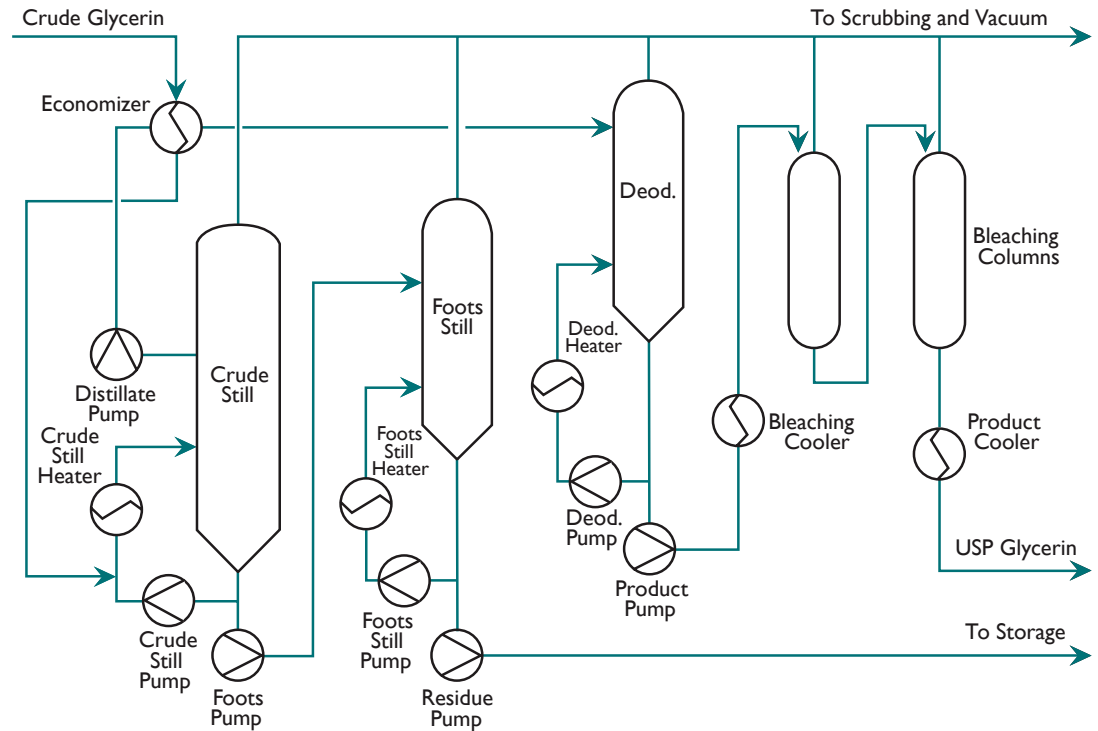 Crude Glycerin
To Scrubbing and Vacuum
Economizer
Deod.
Bleaching
Columns
Foots
Still
Deod.
Heater
Crude
Still
Distillate
Pump
Bleaching
Cooler
Product
Cooler
Crude
Still
Heater
Foots
Still
Heater
Deod.
Pump
USP Glycerin
Product
Pump
Foots
Still
Pump
To Storage
Crude
Still
Pump
Foots
Pump
Residue
Pump